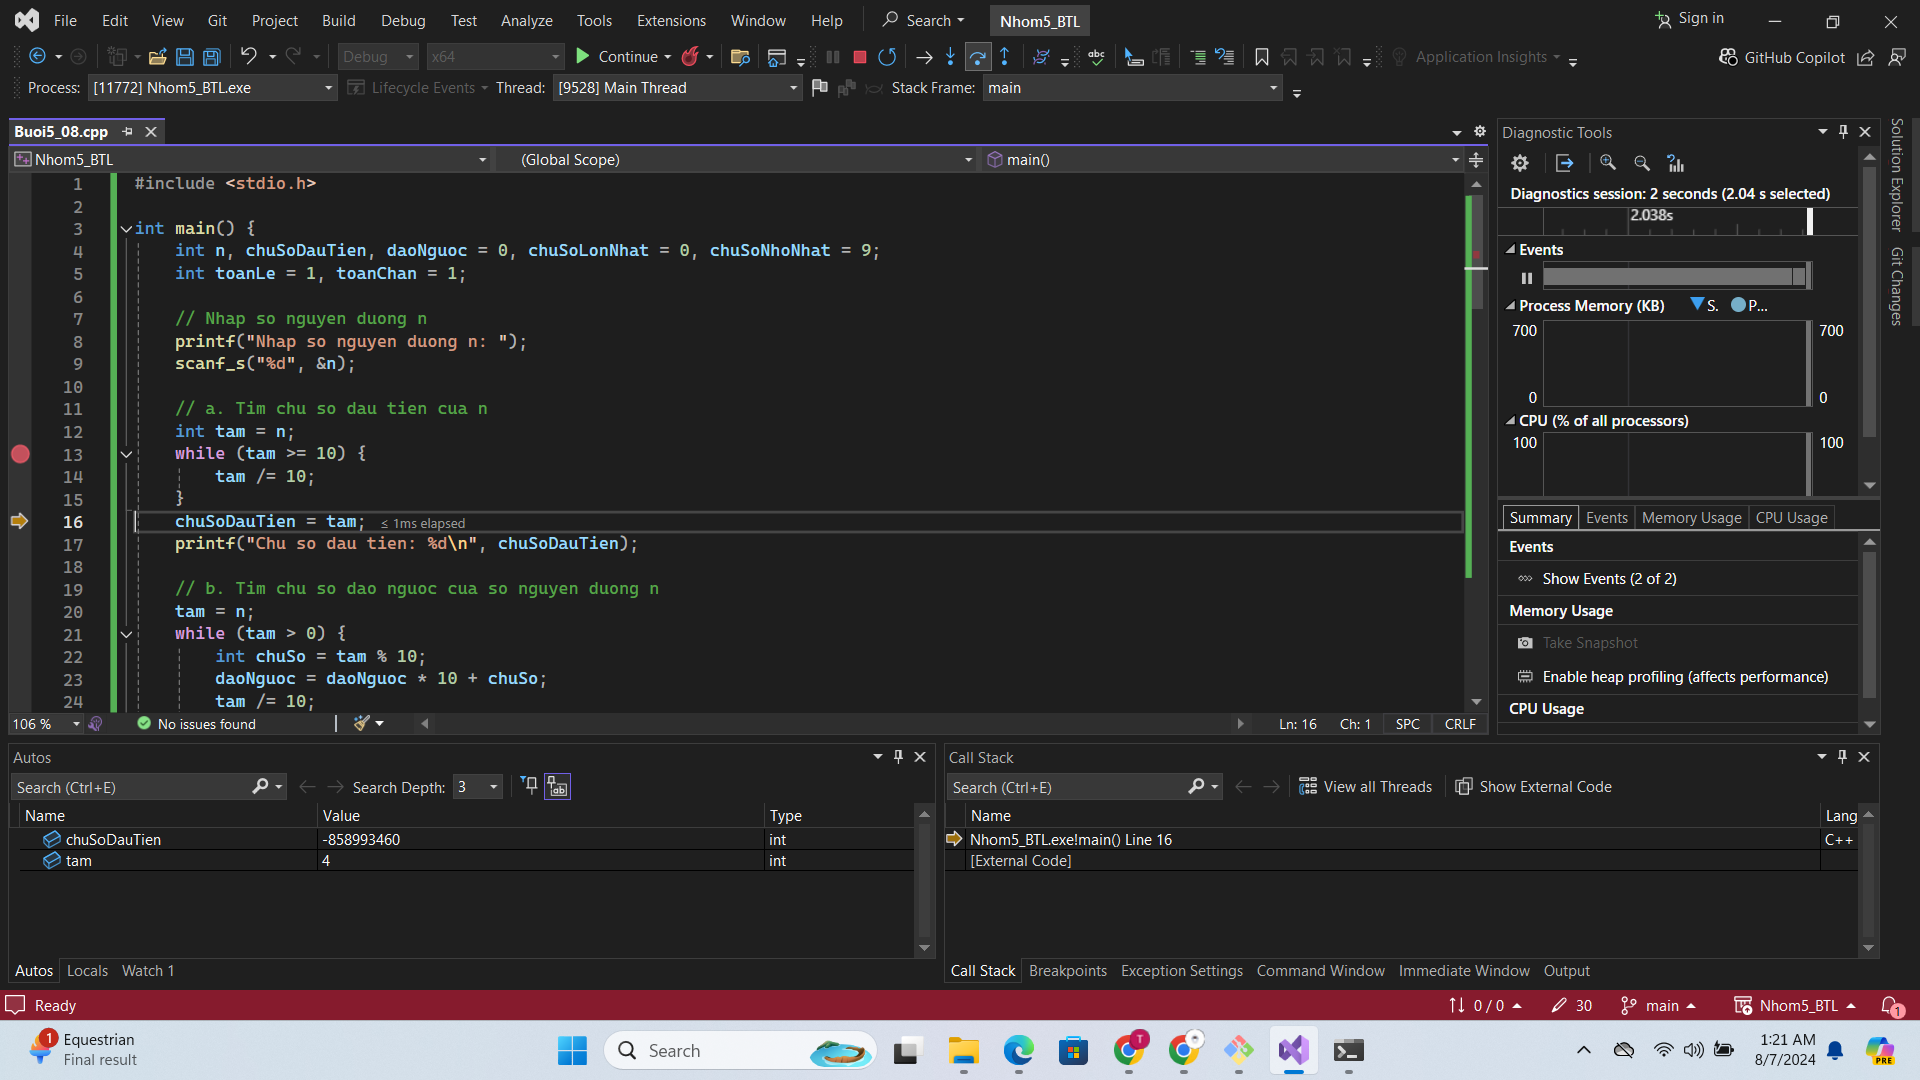 File Edit View Git Project Build Debug Test Analyze Tools Extensions Window Help Search Nhom5_BTL Sign in
Debug x64 Continue abc Application Insights GitHub Copilot
Process: [11772] Nhom5_BTL.exe Lifecycle Events Thread: [9528] Main Thread Stack Frame: main
Buoi5_08.cpp
Nhom5_BTL (Global Scope) main()
1 #include <stdio.h>
2
3 int main() {
4 int n, chuSoDauTien, daoNguoc = 0, chuSoLonNhat = 0, chuSoNhoNhat = 9;
5 int toanLe = 1, toanChan = 1;
6
7 // Nhap so nguyen duong n
8 printf("Nhap so nguyen duong n: ");
9 scanf_s("%d", &n);
10
11 // a. Tim chu so dau tien cua n
12 int tam = n;
13 while (tam >= 10) {
14 tam /= 10;
15 }
16 chuSoDauTien = tam; ≤ 1ms elapsed
17 printf("Chu so dau tien: %d\n", chuSoDauTien);
18
19 // b. Tim chu so dao nguoc cua so nguyen duong n
20 tam = n;
21 while (tam > 0) {
22 int chuSo = tam % 10;
23 daoNguoc = daoNguoc * 10 + chuSo;
24 tam /= 10;
106 % No issues found Ln: 16 Ch: 1 SPC CRLF
Diagnostic Tools
Diagnostics session: 2 seconds (2.04 s selected)
2.038s
Events
Process Memory (KB) S. P...
700 700
0 0
CPU (% of all processors)
100 100
Summary Events Memory Usage CPU Usage
Events
Show Events (2 of 2)
Memory Usage
Take Snapshot
Enable heap profiling (affects performance)
CPU Usage
Solution Explorer
Git Changes
Autos
Search (Ctrl+E) Search Depth: 3
Name Value Type
chuSoDauTien -858993460 int
tam 4 int
Autos Locals Watch 1
Call Stack
Search (Ctrl+E) View all Threads Show External Code
Name Lang
Nhom5_BTL.exe!main() Line 16 C++
[External Code]
Call Stack Breakpoints Exception Settings Command Window Immediate Window Output
Ready 0 / 0 30 main Nhom5_BTL 1
1 Equestrian
Final result
Search
T
1:21 AM
8/7/2024
PRE